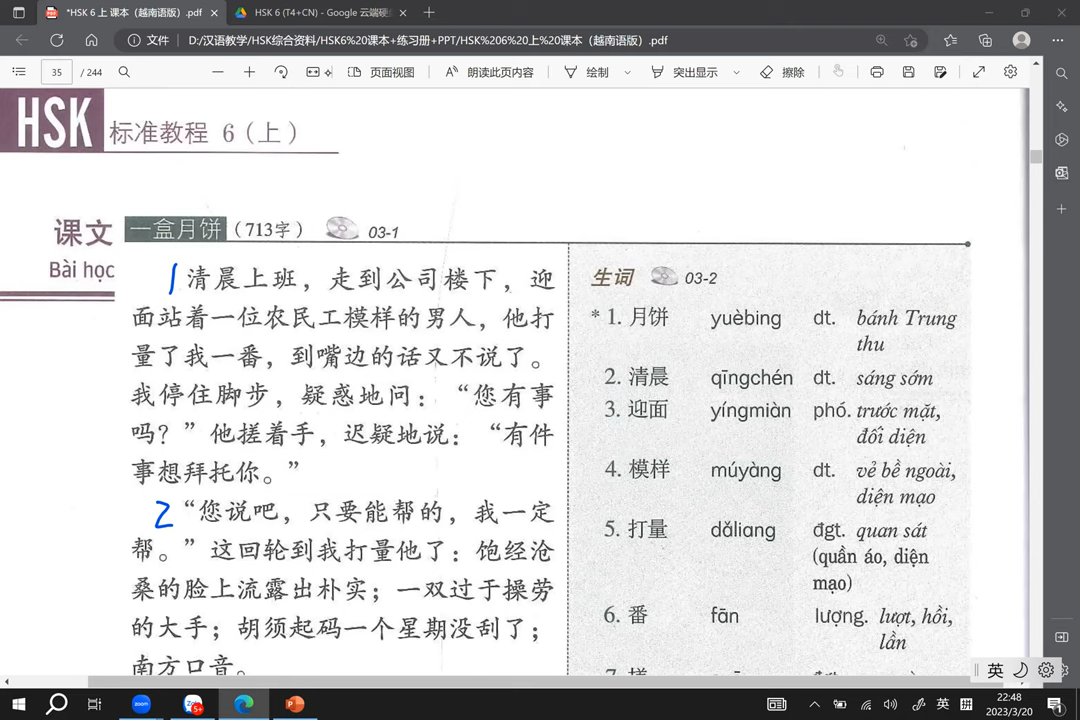 *HSK 6 上 课本（越南语版）.pdf
HSK 6 (T4+CN) - Google 云端硬
文件
D:/汉语教学/HSK综合资料/HSK6%20课本+练习册+PPT/HSK%206%20上%20课本（越南语版）.pdf
35 / 244
页面视图
朗读此页内容
绘制
突出显示
擦除
HSK 标准教程 6（上）
课文
Bài học
一盒月饼（713字） 03-1
1 清晨上班，走到公司楼下，迎
面站着一位农民工模样的男人，他打
量了我一番，到嘴边的话又不说了。
我停住脚步，疑惑地问：“您有事
吗？”他搓着手，迟疑地说：“有件
事想拜托你。”
2 “您说吧，只要能帮的，我一定
帮。”这回轮到我打量他了：饱经沧
桑的脸上流露出朴实；一双过于操劳
的大手；胡须起码一个星期没刮了；
南方口音。
生词 03-2
*1. 月饼 yuèbing dt. bánh Trung
thu
2. 清晨 qīngchén dt. sáng sớm
3. 迎面 yíngmiàn phó. trước mặt,
đối diện
4. 模样 múyàng dt. vẻ bề ngoài,
diện mạo
5. 打量 dǎliang đgt. quan sát
(quần áo, diện
mạo)
6. 番 fān lượng. lượt, hồi,
lần
英
zoom
5+
英
拼
22:48
2023/3/20
1